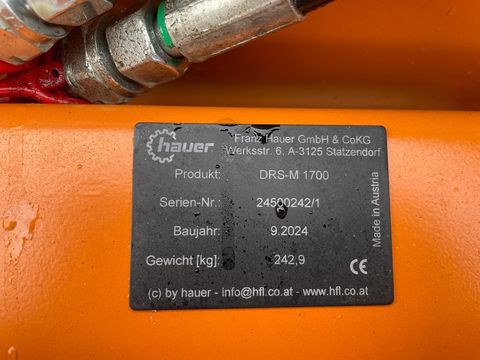 hauer
Franz Hauer GmbH & CoKG
Werksstr. 6, A-3125 Statzendorf
Produkt: DRS-M 1700
Serien-Nr.: 24500242/1
Baujahr: 9.2024
Gewicht [kg]: 242,9
Made in Austria
CE
(c) by hauer - info@hfl.co.at - www.hfl.co.at